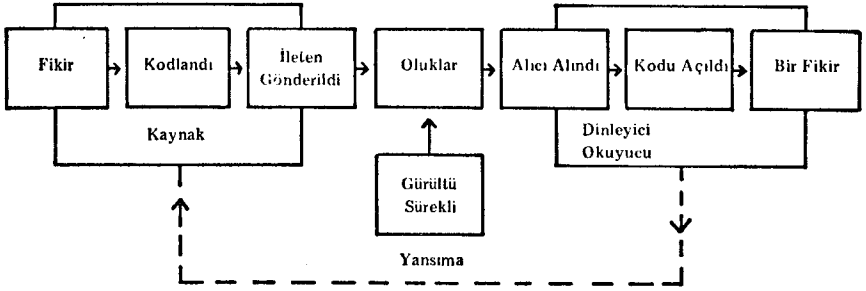 Fikir
Kodlandı
İleten
Gönderildi
Oluklar
Alıcı Alındı
Kodu Açıldı
Bir Fikir
Kaynak
Dinleyici
Okuyucu
Gürültü
Sürekli
Yansıma